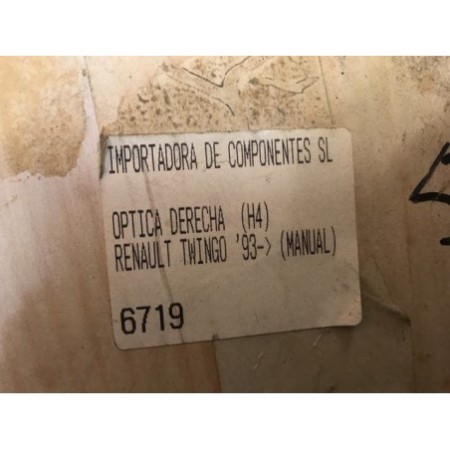 IMPORTADORA DE COMPONENTES SL
OPTICA DERECHA (H4)
RENAULT TWINGO '93-> (MANUAL)
6719